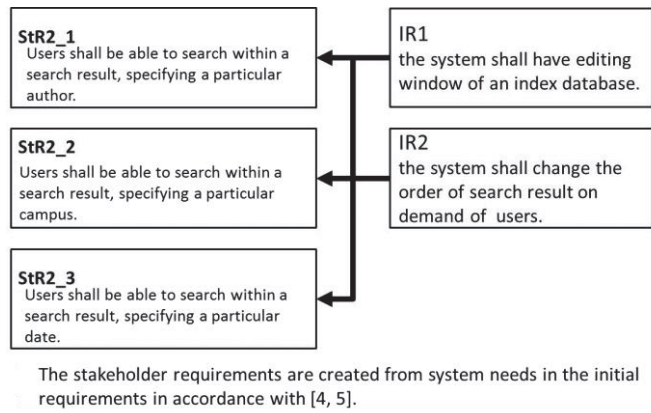 StR2_1
Users shall be able to search within a
search result, specifying a particular
author.
IR1
the system shall have editing
window of an index database.
StR2_2
Users shall be able to search within a
search result, specifying a particular
campus.
IR2
the system shall change the
order of search result on
demand of users.
StR2_3
Users shall be able to search within a
search result, specifying a particular
date.
The stakeholder requirements are created from system needs in the initial
requirements in accordance with [4, 5].